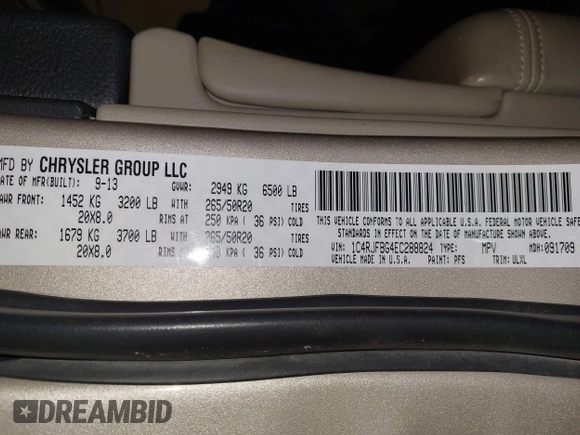 MFD BY CHRYSLER GROUP LLC
DATE OF MFR(BUILT): 9-13 GVWR: 2949 KG 6500 LB
GAWR FRONT: 1452 KG 3200 LB WITH 265/50R20 TIRES
20X8.0 RIMS AT 250 KPA ( 36 PSI) COLD
GAWR REAR: 1679 KG 3700 LB WITH 265/50R20 TIRES
20X8.0 RIMS AT KPA ( 36 PSI) COLD
THIS VEHICLE CONFORMS TO ALL APPLICABLE U.S.A. FEDERAL MOTOR VEHICLE
STANDARDS IN EFFECT ON THE DATE OF MANUFACTURE SHOWN ABOVE.
VIN: 1C4RJFBG4EC288824 TYPE: MPV MDH:091709
VEHICLE MADE IN U.S.A. PAINT: PFS TRIM: ULXL
DREAMBID